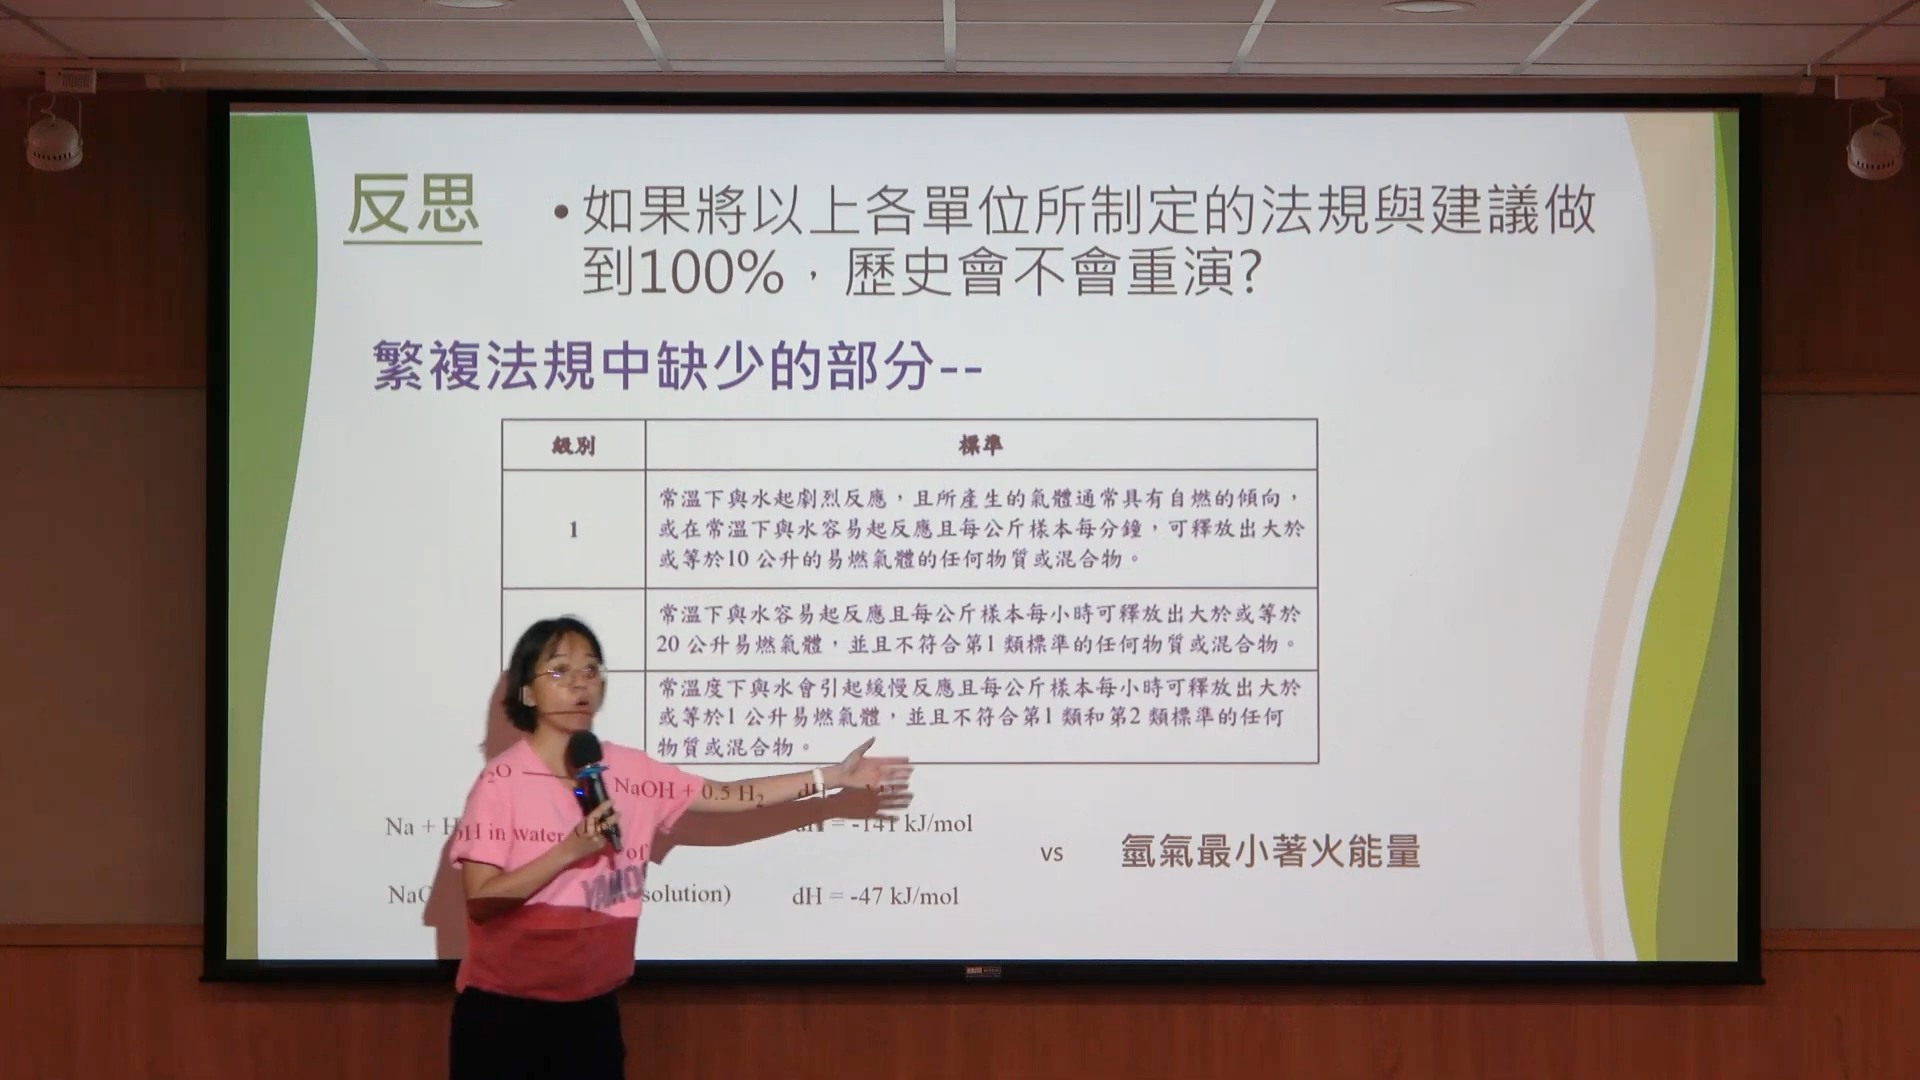 反思
•如果將以上各單位所制定的法規與建議做
到100%，歷史會不會重演?
繁複法規中缺少的部分--
級別
標準
1
常溫下與水起劇烈反應，且所產生的氣體通常具有自燃的傾向，
或在常溫下與水容易起反應且每公斤樣本每分鐘，可釋放出大於
或等於10 公升的易燃氣體的任何物質或混合物。
常溫下與水容易起反應且每公斤樣本每小時可釋放出大於或等於
20 公升易燃氣體，並且不符合第1 類標準的任何物質或混合物。
常溫度下與水會引起緩慢反應且每公斤樣本每小時可釋放出大於
或等於1 公升易燃氣體，並且不符合第1 類和第2 類標準的任何
物質或混合物。
NaOH + 0.5 H2
Na + H
dH = -141 kJ/mol
in water
of
solution)
dH = -47 kJ/mol
vs
氫氣最小著火能量